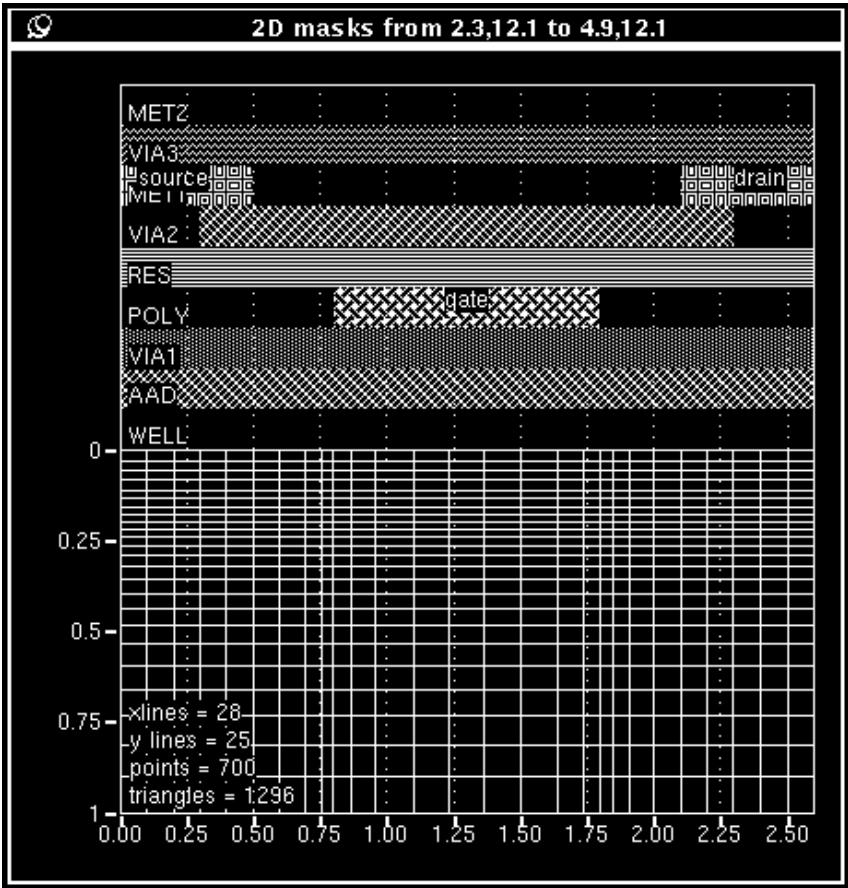 2D masks from 2.3,12.1 to 4.9,12.1
MET2
VIA3
source
drain
MET1
VIA2
RES
gate
POLY
VIA1
AAD
WELL
0
0.25
0.5
xlines = 28
0.75
y lines = 25
points = 700
triangles = 1296
1
0.00 0.25 0.50 0.75 1.00 1.25 1.50 1.75 2.00 2.25 2.50